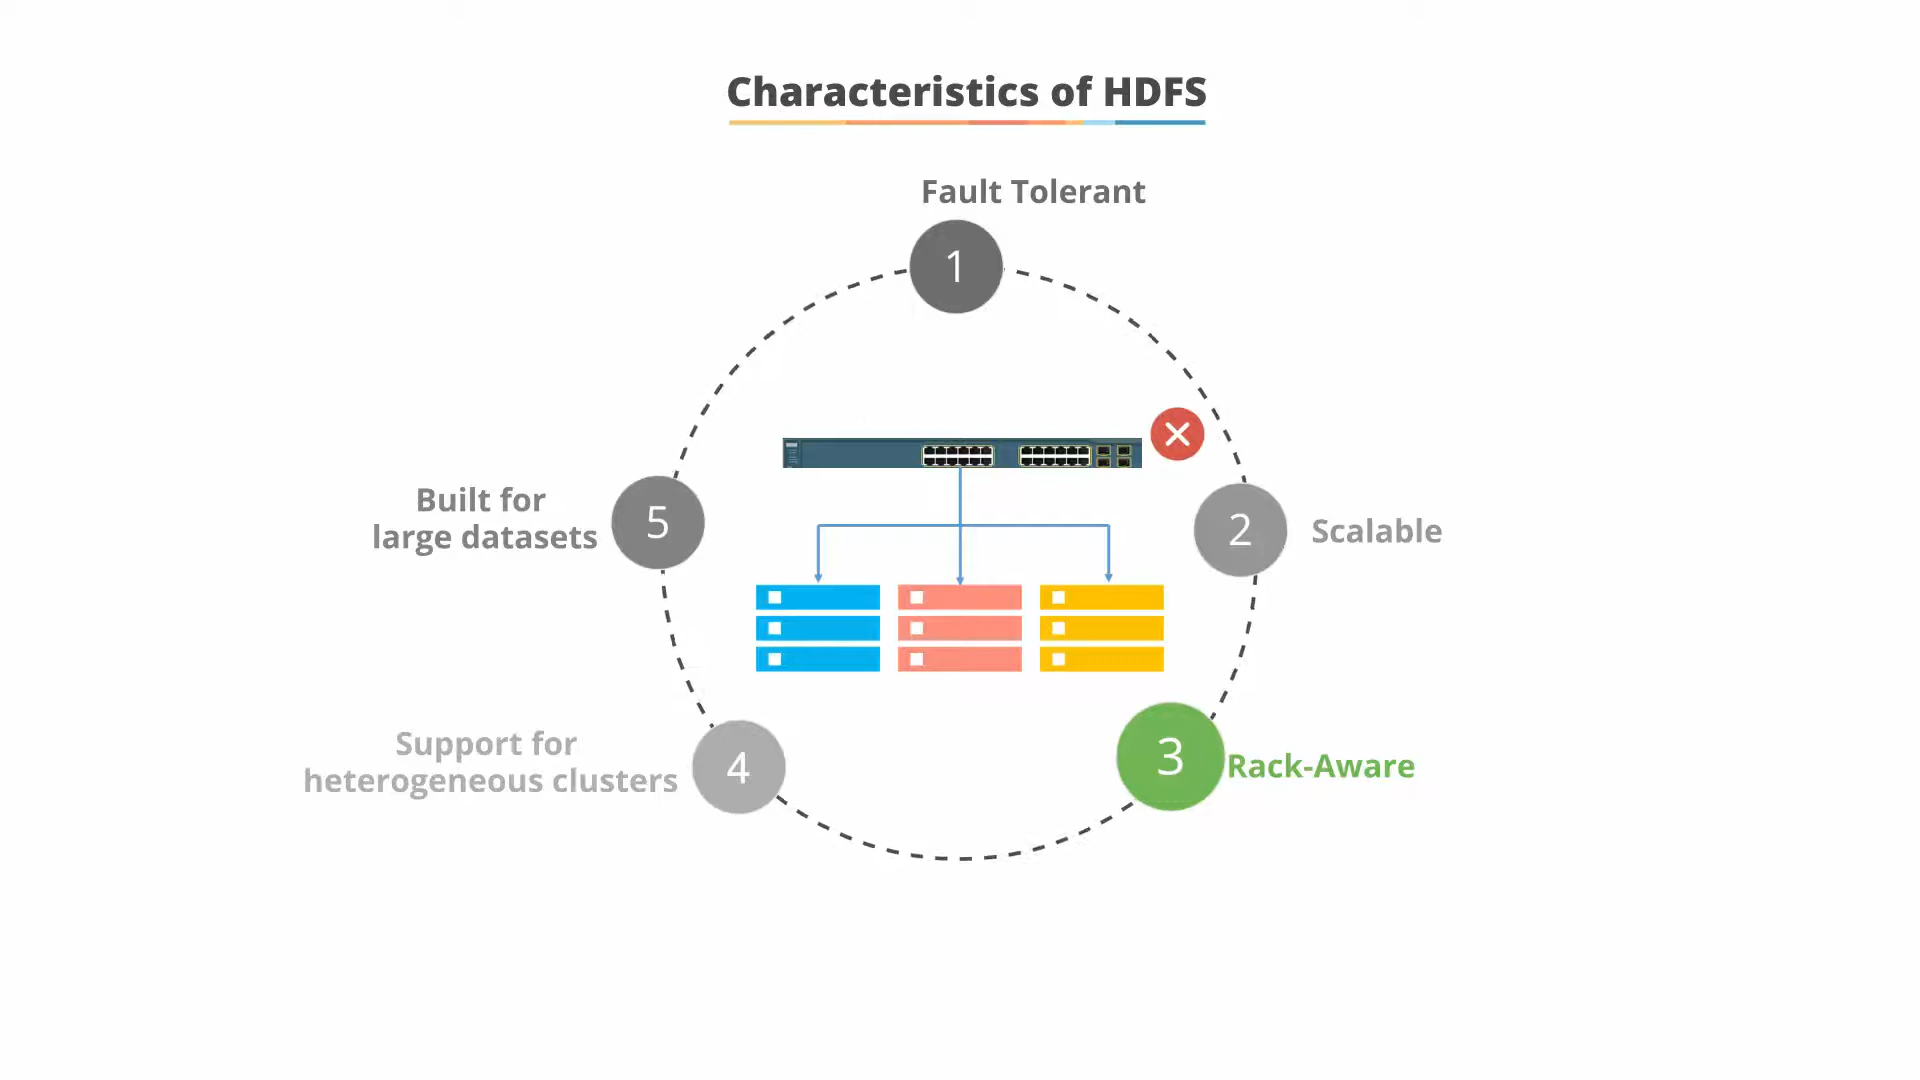 Characteristics of HDFS
Fault Tolerant
1
2
Scalable
3
Rack-Aware
4
Support for
heterogeneous clusters
5
Built for
large datasets